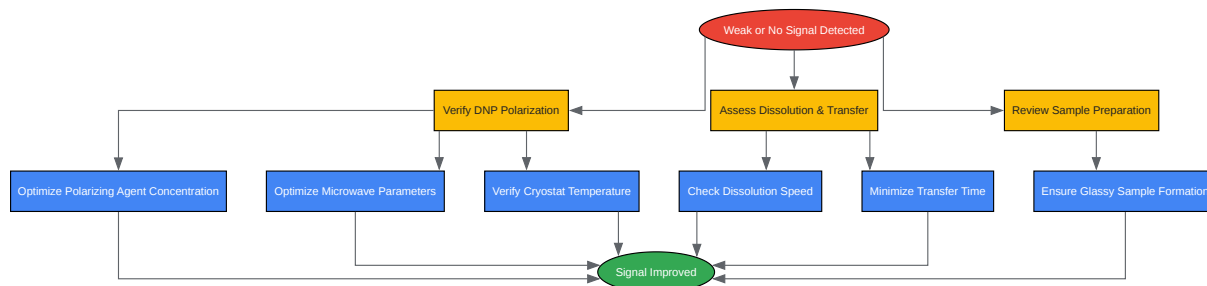 Weak or No Signal Detected
Verify DNP Polarization
Assess Dissolution & Transfer
Review Sample Preparation
Optimize Polarizing Agent Concentration
Optimize Microwave Parameters
Verify Cryostat Temperature
Check Dissolution Speed
Minimize Transfer Time
Ensure Glassy Sample Formation
Signal Improved